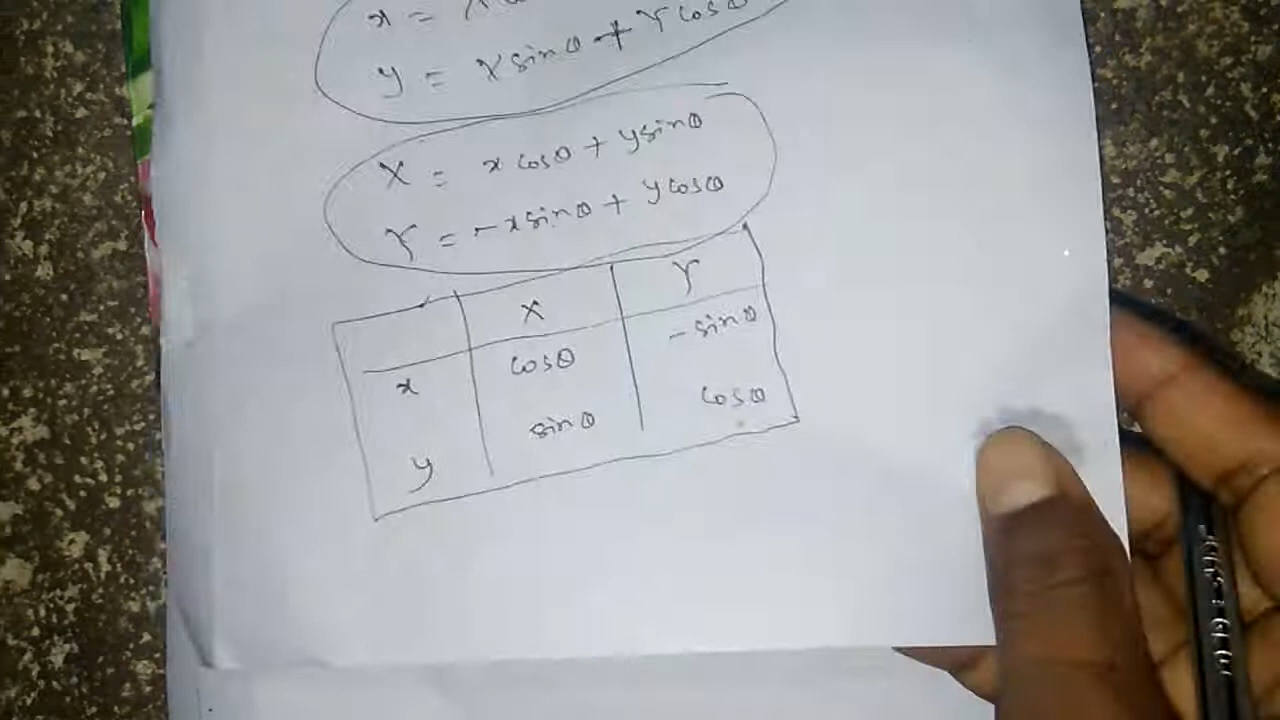 x =
y = X sinθ + Y cosθ
X = x cosθ + y sinθ
Y = -x sinθ + y cosθ
X Y
x cosθ -sinθ
y sinθ cosθ